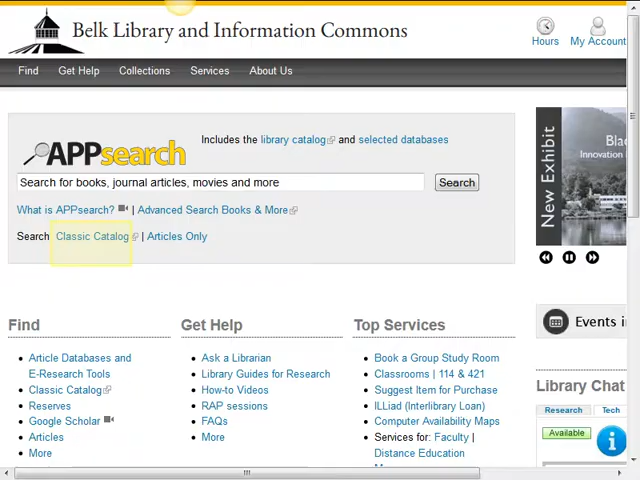 Belk Library and Information Commons
Hours
My Account
Find
Get Help
Collections
Services
About Us
APPsearch
Includes the library catalog and selected databases
Search for books, journal articles, movies and more
Search
What is APPsearch? | Advanced Search Books & More
Search Classic Catalog | Articles Only
New Exhibit
Innovation
Find
Article Databases and
E-Research Tools
Classic Catalog
Reserves
Google Scholar
Articles
More
Get Help
Ask a Librarian
Library Guides for Research
How-to Videos
RAP sessions
FAQs
More
Top Services
Book a Group Study Room
Classrooms | 114 & 421
Suggest Item for Purchase
ILLiad (Interlibrary Loan)
Computer Availability Maps
Services for: Faculty |
Distance Education
Events
Library Chat
Research
Tech
Available